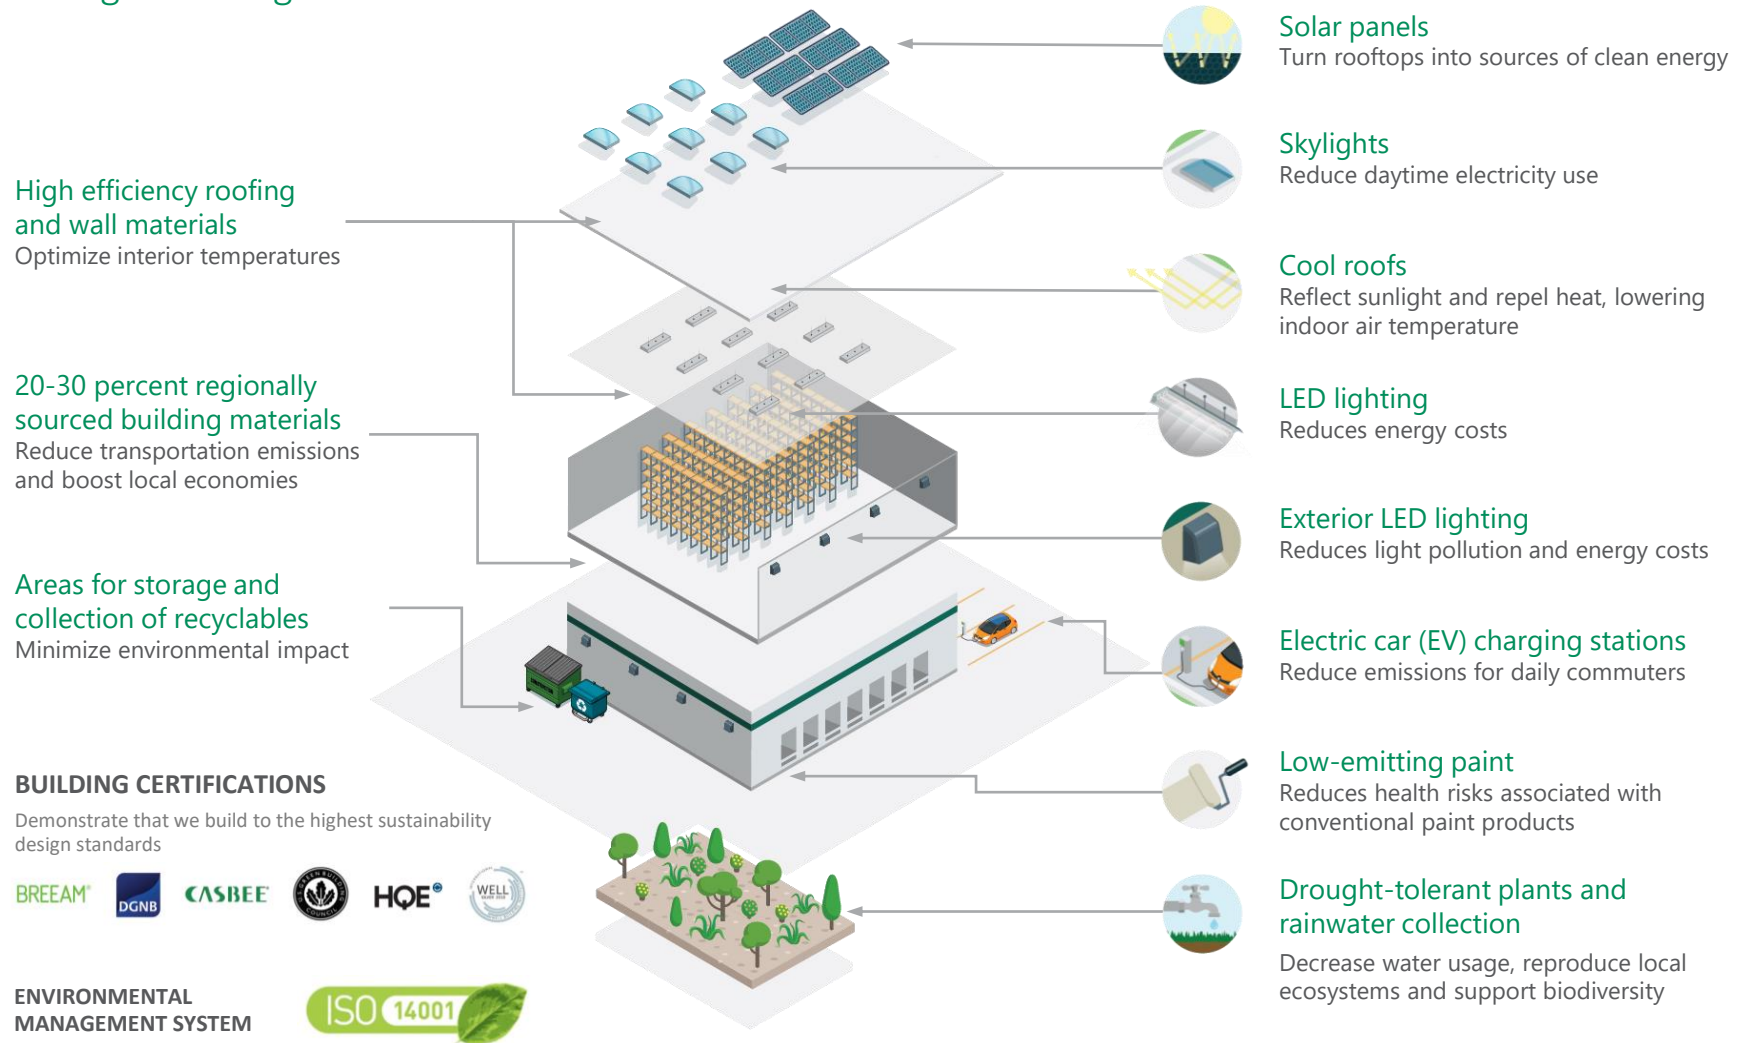 Solar panels
Turn rooftops into sources of clean energy
Skylights
Reduce daytime electricity use
Cool roofs
Reflect sunlight and repel heat, lowering
indoor air temperature
LED lighting
Reduces energy costs
Exterior LED lighting
Reduces light pollution and energy costs
Electric car (EV) charging stations
Reduce emissions for daily commuters
Low-emitting paint
Reduces health risks associated with
conventional paint products
Drought-tolerant plants and
rainwater collection
Decrease water usage, reproduce local
ecosystems and support biodiversity
High efficiency roofing
and wall materials
Optimize interior temperatures
20-30 percent regionally
sourced building materials
Reduce transportation emissions
and boost local economies
Areas for storage and
collection of recyclables
Minimize environmental impact
BUILDING CERTIFICATIONS
Demonstrate that we build to the highest sustainability
design standards
BREEAM®
DGNB
CASBEE
U.S. GREEN BUILDING COUNCIL
HQE
WELL
ENVIRONMENTAL
MANAGEMENT SYSTEM
ISO 14001